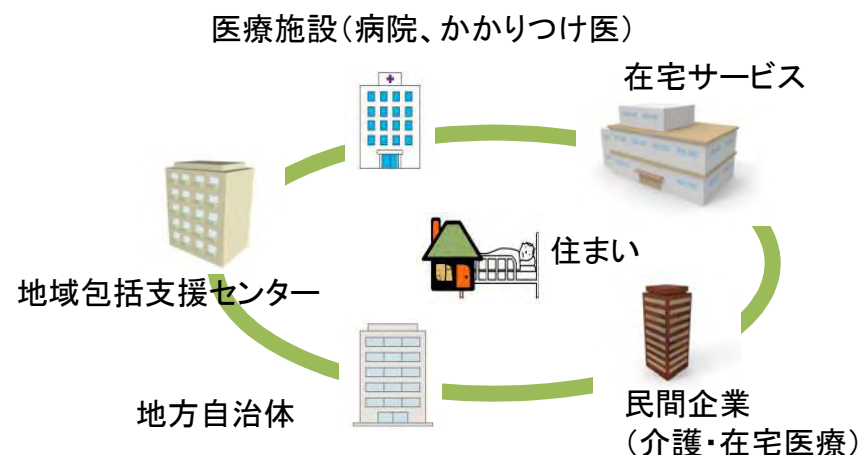 医療施設（病院、かかりつけ医）
在宅サービス
住まい
地域包括支援センター
地方自治体
民間企業
（介護・在宅医療）